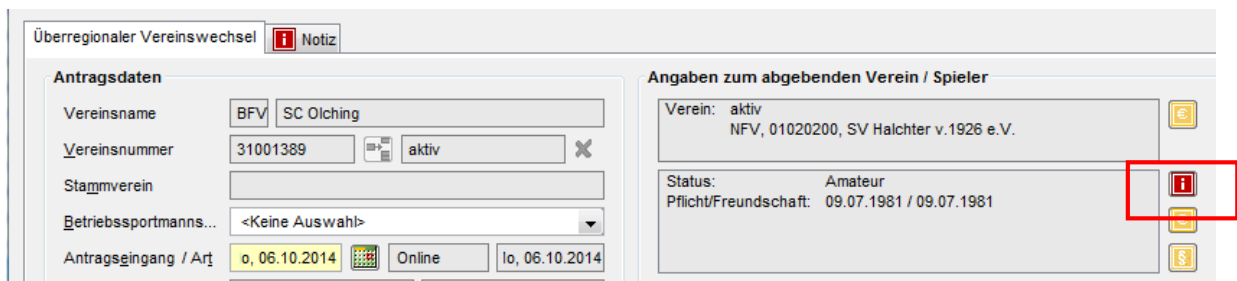 Überregionaler Vereinswechsel Notiz
Antragsdaten
Vereinsname BFV SC Olching
Vereinsnummer 31001389 aktiv
Stammverein
Betriebssportmanns... <Keine Auswahl>
Antragseingang / Art o, 06.10.2014 Online lo, 06.10.2014
Angaben zum abgebenden Verein / Spieler
Verein: aktiv
NFV, 01020200, SV Halchter v.1926 e.V.
€
Status: Amateur
Pflicht/Freundschaft: 09.07.1981 / 09.07.1981
i
€
§